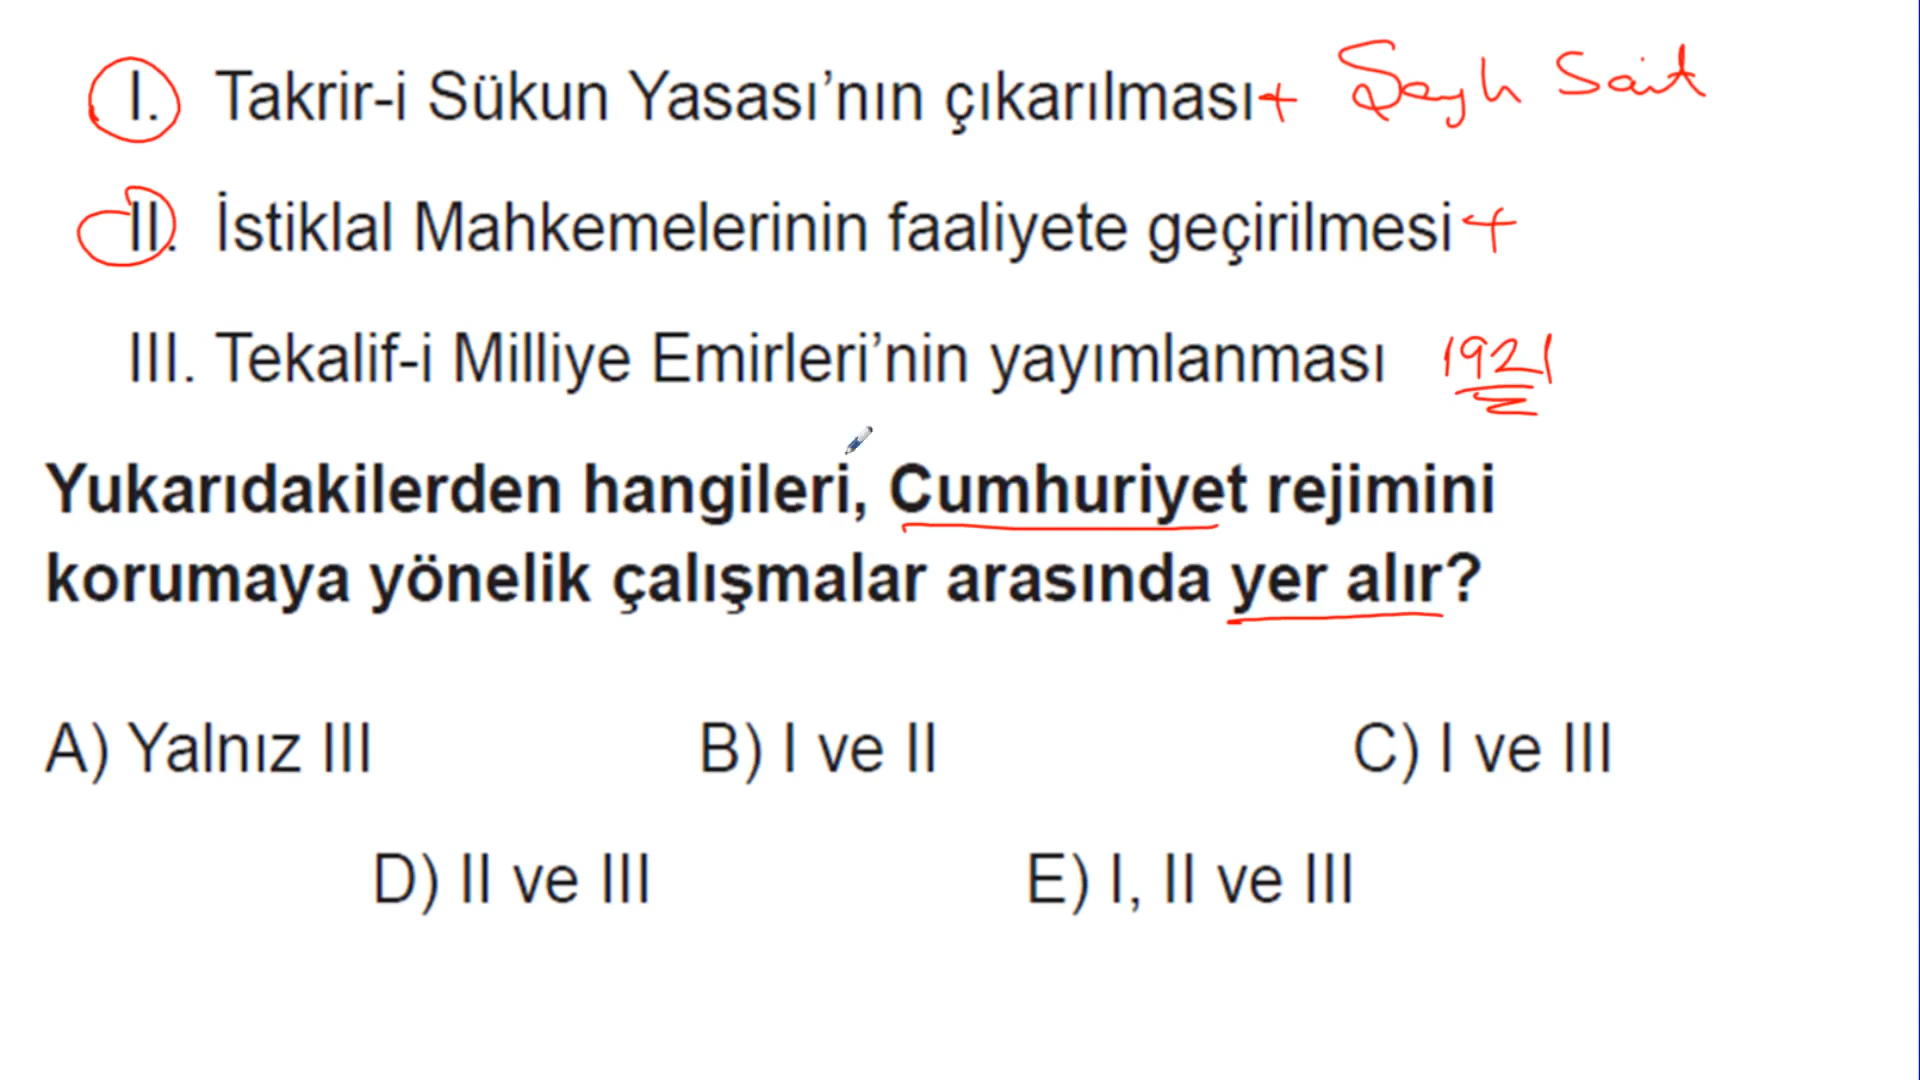 I. Takrir-i Sükun Yasası’nın çıkarılması + Şeyh Sait
II. İstiklal Mahkemelerinin faaliyete geçirilmesi +
III. Tekalif-i Milliye Emirleri’nin yayımlanması 1921
Yukarıdakilerden hangileri, Cumhuriyet rejimini
korumaya yönelik çalışmalar arasında yer alır?
A) Yalnız III B) I ve II C) I ve III
D) II ve III E) I, II ve III